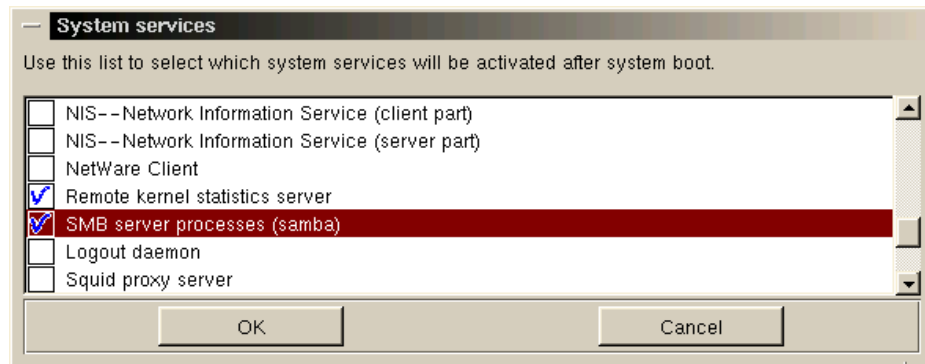 System services
Use this list to select which system services will be activated after system boot.
NIS--Network Information Service (client part)
NIS--Network Information Service (server part)
NetWare Client
Remote kernel statistics server
SMB server processes (samba)
Logout daemon
Squid proxy server
OK Cancel